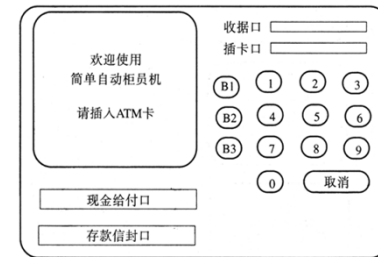 欢迎使用
简单自动柜员机
请插入ATM卡
收据口
插卡口
B1 1 2 3
B2 4 5 6
B3 7 8 9
0 取消
现金给付口
存款信封口